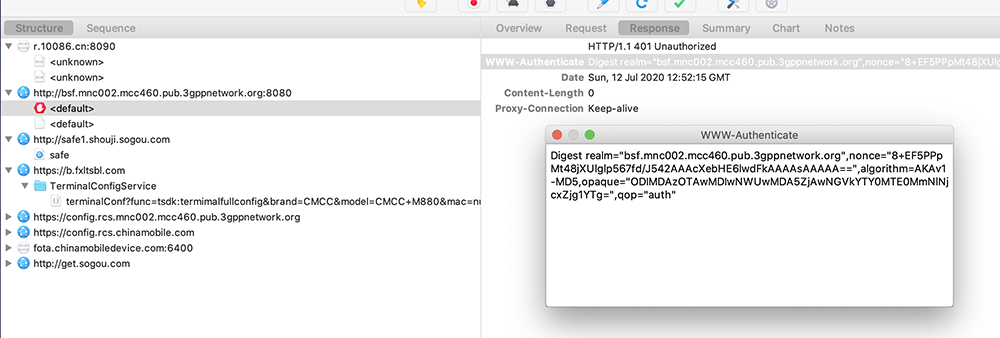 Structure Sequence
Overview Request Response Summary Chart Notes
r.10086.cn:8090
<unknown>
<unknown>
http://bsf.mnc002.mcc460.pub.3gppnetwork.org:8080
<default>
<default>
http://safe1.shouji.sogou.com
safe
https://b.fxltsbl.com
TerminalConfigService
terminalConf?func=tsdk:termimalfullconfig&brand=CMCC&model=CMCC+M880&mac=nu
https://config.rcs.mnc002.mcc460.pub.3gppnetwork.org
https://config.rcs.chinamobile.com
fota.chinamobiledevice.com:6400
http://get.sogou.com
HTTP/1.1 401 Unauthorized
WWW-Authenticate Digest realm="bsf.mnc002.mcc460.pub.3gppnetwork.org",nonce="8+EF5PPpMt48jXUIg
Date Sun, 12 Jul 2020 12:52:15 GMT
Content-Length 0
Proxy-Connection Keep-alive
WWW-Authenticate
Digest realm="bsf.mnc002.mcc460.pub.3gppnetwork.org",nonce="8+EF5PPp
Mt48jXUIgIp567fd/J542AAAcXebHE6lwdFkAAAAsAAAAA==",algorithm=AKAv1
-MD5,opaque="ODlMDAzOTAwMDlwNWUwMDA5ZjAwNGVkYTY0MTE0MmNlNj
cxZjg1YTg=",qop="auth"